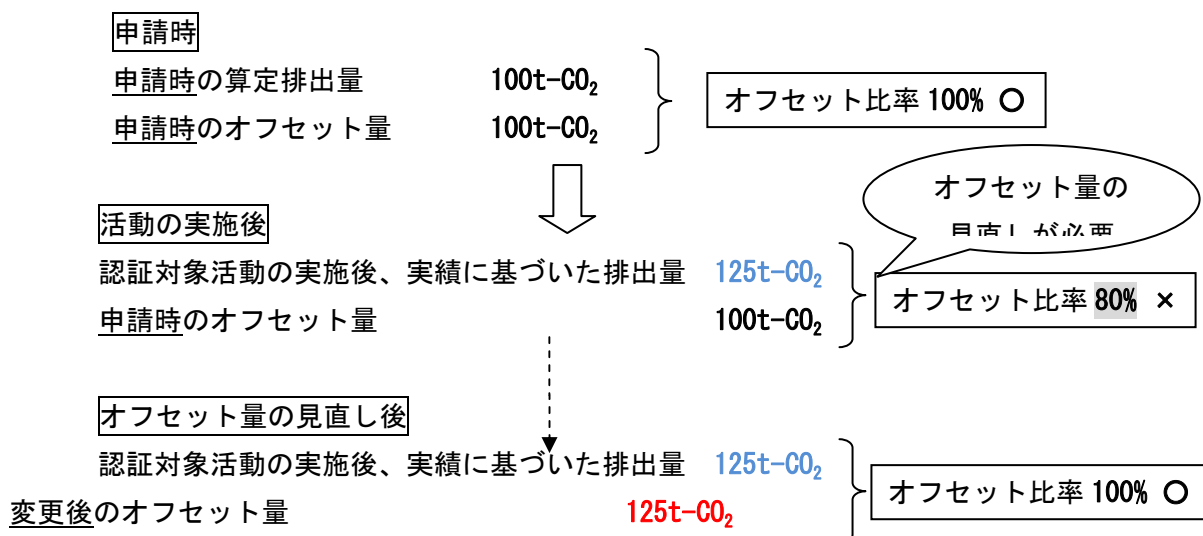 申請時
申請時の算定排出量 100t-CO₂
申請時のオフセット量 100t-CO₂
オフセット比率 100% ○
オフセット量の
見直しが必要
活動の実施後
認証対象活動の実施後、実績に基づいた排出量 125t-CO₂
申請時のオフセット量 100t-CO₂
オフセット比率 80% ×
オフセット量の見直し後
認証対象活動の実施後、実績に基づいた排出量 125t-CO₂
変更後のオフセット量 125t-CO₂
オフセット比率 100% ○